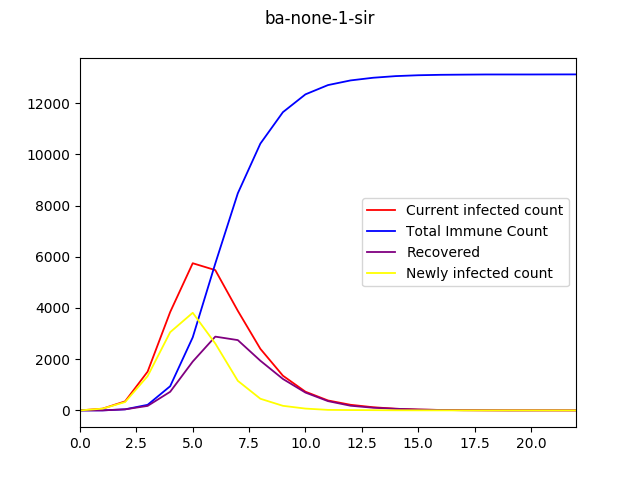 ba-none-1-sir
12000
10000
8000
6000
4000
2000
0
Current infected count
Total Immune Count
Recovered
Newly infected count
0.0 2.5 5.0 7.5 10.0 12.5 15.0 17.5 20.0